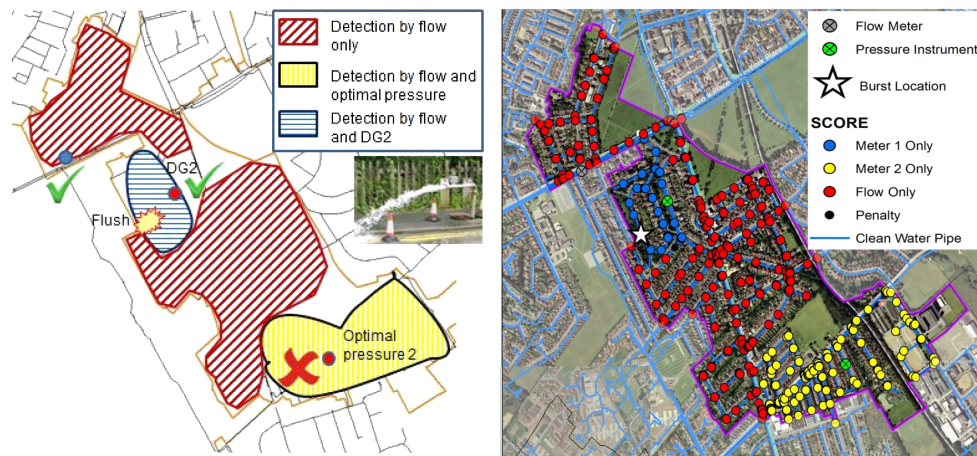 Detection by flow
only
Detection by flow and
optimal pressure
Detection by flow
and DG2
DG2
Flush
Optimal
pressure 2
Flow Meter
Pressure Instrument
Burst Location
SCORE
Meter 1 Only
Meter 2 Only
Flow Only
Penalty
Clean Water Pipe